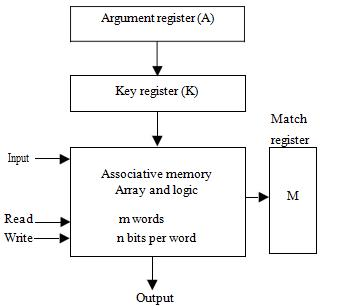 Argument register (A)
Key register (K)
Match
register
Input
Associative memory
Array and logic
M
Read
m words
Write
n bits per word
Output